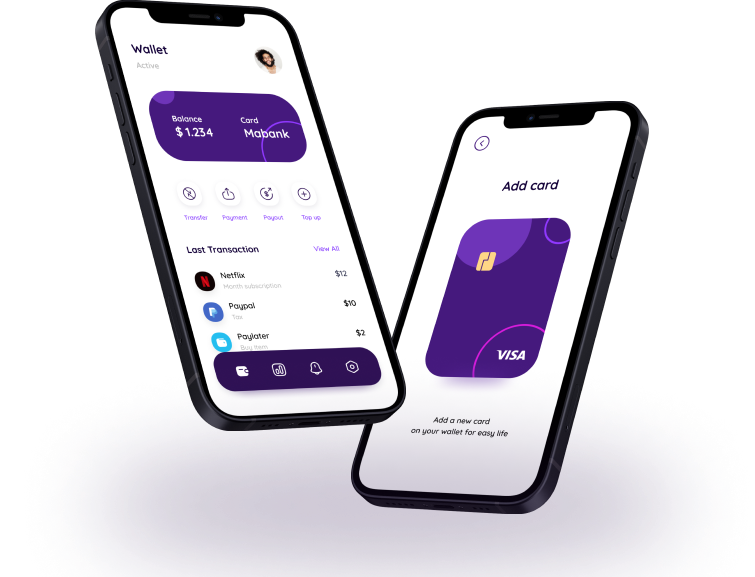 Wallet
Active
Balance
$ 1.234
Card
Mabank
Transfer
Payment
Payout
Top up
Last Transaction
View All
N
Netflix
Month subscription
$12
Paypal
Tax
$10
Paylater
Buy item
$2
Add card
VISA
Add a new card
on your wallet for easy life